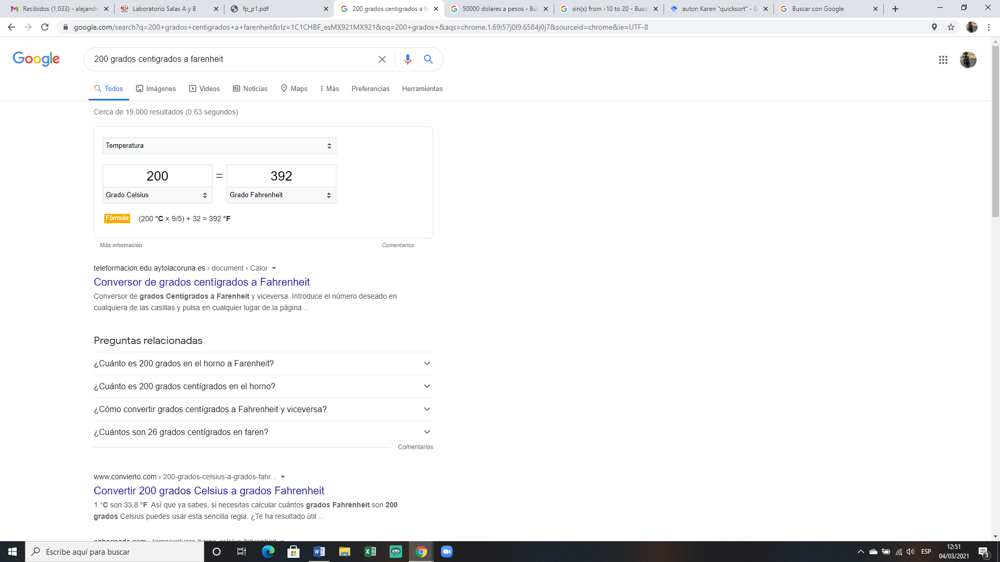 Recibidos (1,033) - alejandr
Laboratorio Salas A y B
fp_p1.pdf
200 grados centigrados a fa
50000 dolares a pesos - Bus
sin(x) from -10 to 20 - Busca
autor: Karen "quicksort" - G
Buscar con Google
google.com/search?q=200+grados+centigrados+a+farenheit&rlz=1C1CHBF_esMX921MX921&oq=200+grados+&aqs=chrome.1.69i57j0l9.6584j0j7&sourceid=chrome&ie=UTF-8
Google
200 grados centigrados a farenheit
Todos
Imágenes
Videos
Noticias
Maps
Más
Preferencias
Herramientas
Cerca de 19,000 resultados (0.63 segundos)
Temperatura
200 = 392
Grado Celsius
Grado Fahrenheit
Fórmula (200 °C × 9/5) + 32 = 392 °F
Más información
Comentarios
teleformacion.edu.aytolacoruna.es › document › Calor
Conversor de grados centígrados a Fahrenheit
Conversor de grados Centígrados a Farenheit y viceversa. Introduce el número deseado en
cualquiera de las casillas y pulsa en cualquier lugar de la página ...
Preguntas relacionadas
¿Cuánto es 200 grados en el horno a Farenheit?
¿Cuánto es 200 grados centígrados en el horno?
¿Cómo convertir grados centígrados a Fahrenheit y viceversa?
¿Cuántos son 26 grados centígrados en faren?
Comentarios
www.convierto.com › 200-grados-celsius-a-grados-fahr...
Convertir 200 grados Celsius a grados Fahrenheit
1 °C son 33,8 °F. Así que ya sabes, si necesitas calcular cuántos grados Fahrenheit son 200
grados Celsius puedes usar esta sencilla regla. ¿Te ha resultado útil ...
Escribe aquí para buscar
ESP
12:51
04/03/2021
3